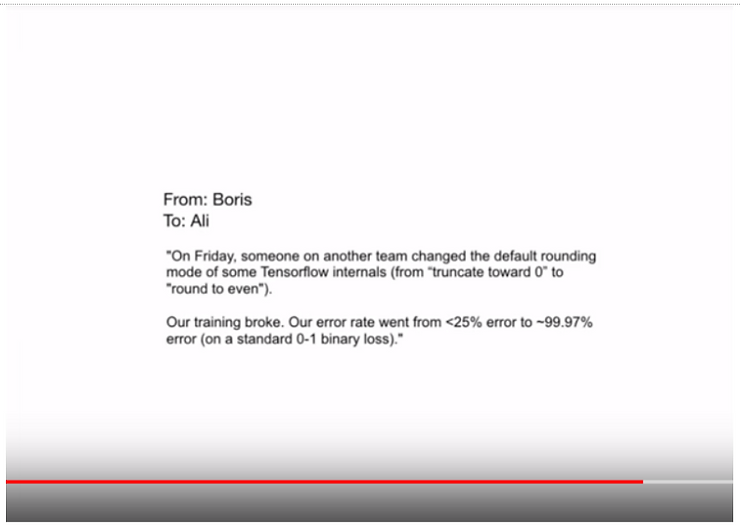 From: Boris
To: Ali
"On Friday, someone on another team changed the default rounding
mode of some Tensorflow internals (from "truncate toward 0" to
"round to even").
Our training broke. Our error rate went from <25% error to ~99.97%
error (on a standard 0-1 binary loss)."